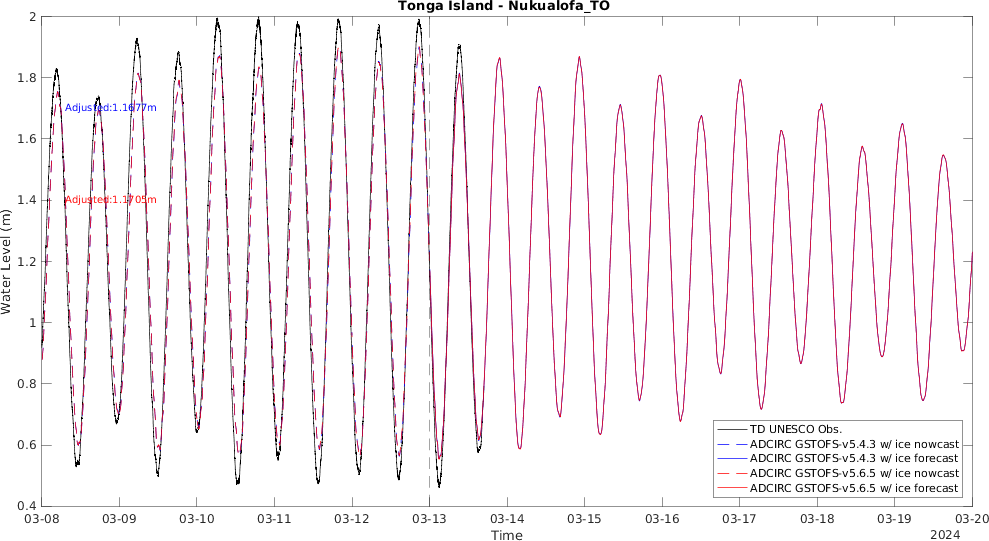 Tonga Island - Nukualofa_TO
Water Level (m)
2
1.8
1.6
1.4
1.2
1
0.8
0.6
0.4
Adjusted:1.1677m
Adjusted:1.1705m
TD UNESCO Obs.
ADCIRC GSTOFS-v5.4.3 w/ ice nowcast
ADCIRC GSTOFS-v5.4.3 w/ ice forecast
ADCIRC GSTOFS-v5.6.5 w/ ice nowcast
ADCIRC GSTOFS-v5.6.5 w/ ice forecast
03-08 03-09 03-10 03-11 03-12 03-13 03-14 03-15 03-16 03-17 03-18 03-19 03-20
Time
2024